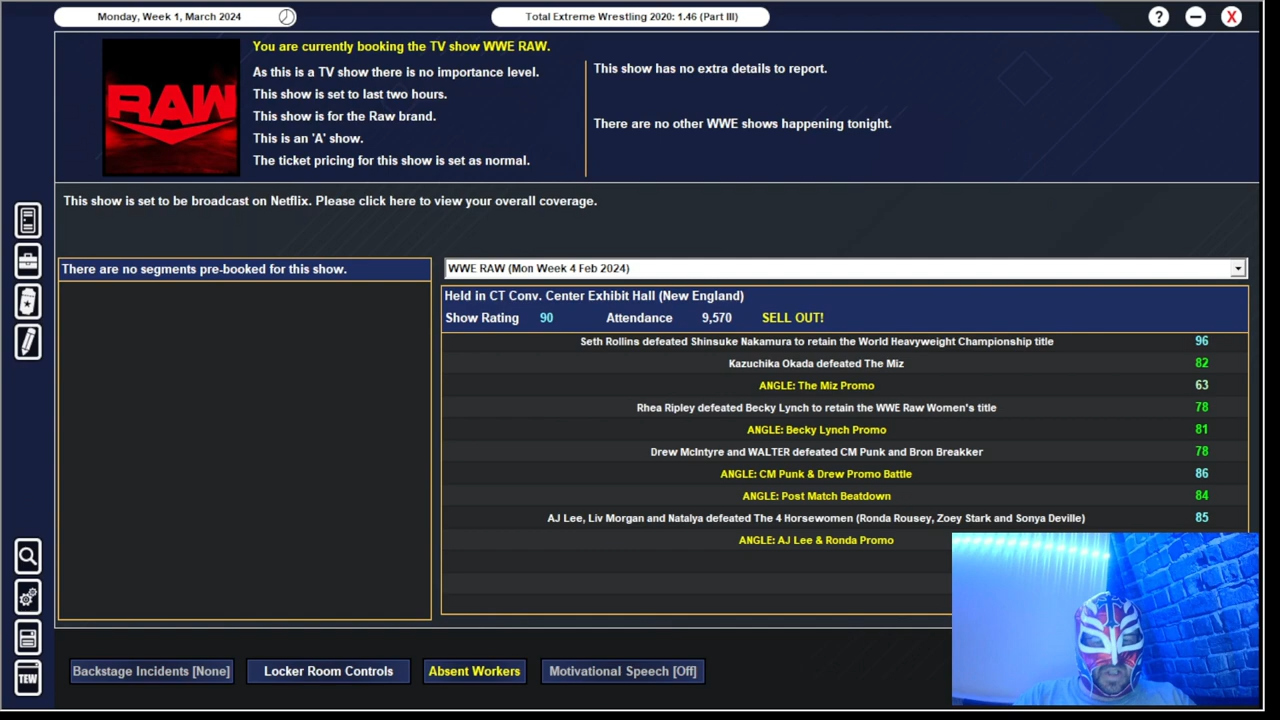 Monday, Week 1, March 2024
Total Extreme Wrestling 2020: 1.46 (Part III)
?
X
RAW
You are currently booking the TV show WWE RAW.
As this is a TV show there is no importance level.
This show is set to last two hours.
This show is for the Raw brand.
This is an 'A' show.
The ticket pricing for this show is set as normal.
This show has no extra details to report.
There are no other WWE shows happening tonight.
This show is set to be broadcast on Netflix. Please click here to view your overall coverage.
There are no segments pre-booked for this show.
WWE RAW (Mon Week 4 Feb 2024)
Held in CT Conv. Center Exhibit Hall (New England)
Show Rating 90 Attendance 9,570 SELL OUT!
Seth Rollins defeated Shinsuke Nakamura to retain the World Heavyweight Championship title 96
Kazuchika Okada defeated The Miz 82
ANGLE: The Miz Promo 63
Rhea Ripley defeated Becky Lynch to retain the WWE Raw Women's title 78
ANGLE: Becky Lynch Promo 81
Drew McIntyre and WALTER defeated CM Punk and Bron Breakker 78
ANGLE: CM Punk & Drew Promo Battle 86
ANGLE: Post Match Beatdown 84
AJ Lee, Liv Morgan and Natalya defeated The 4 Horsewomen (Ronda Rousey, Zoey Stark and Sonya Deville) 85
ANGLE: AJ Lee & Ronda Promo
TEW
Backstage Incidents [None]
Locker Room Controls
Absent Workers
Motivational Speech [Off]